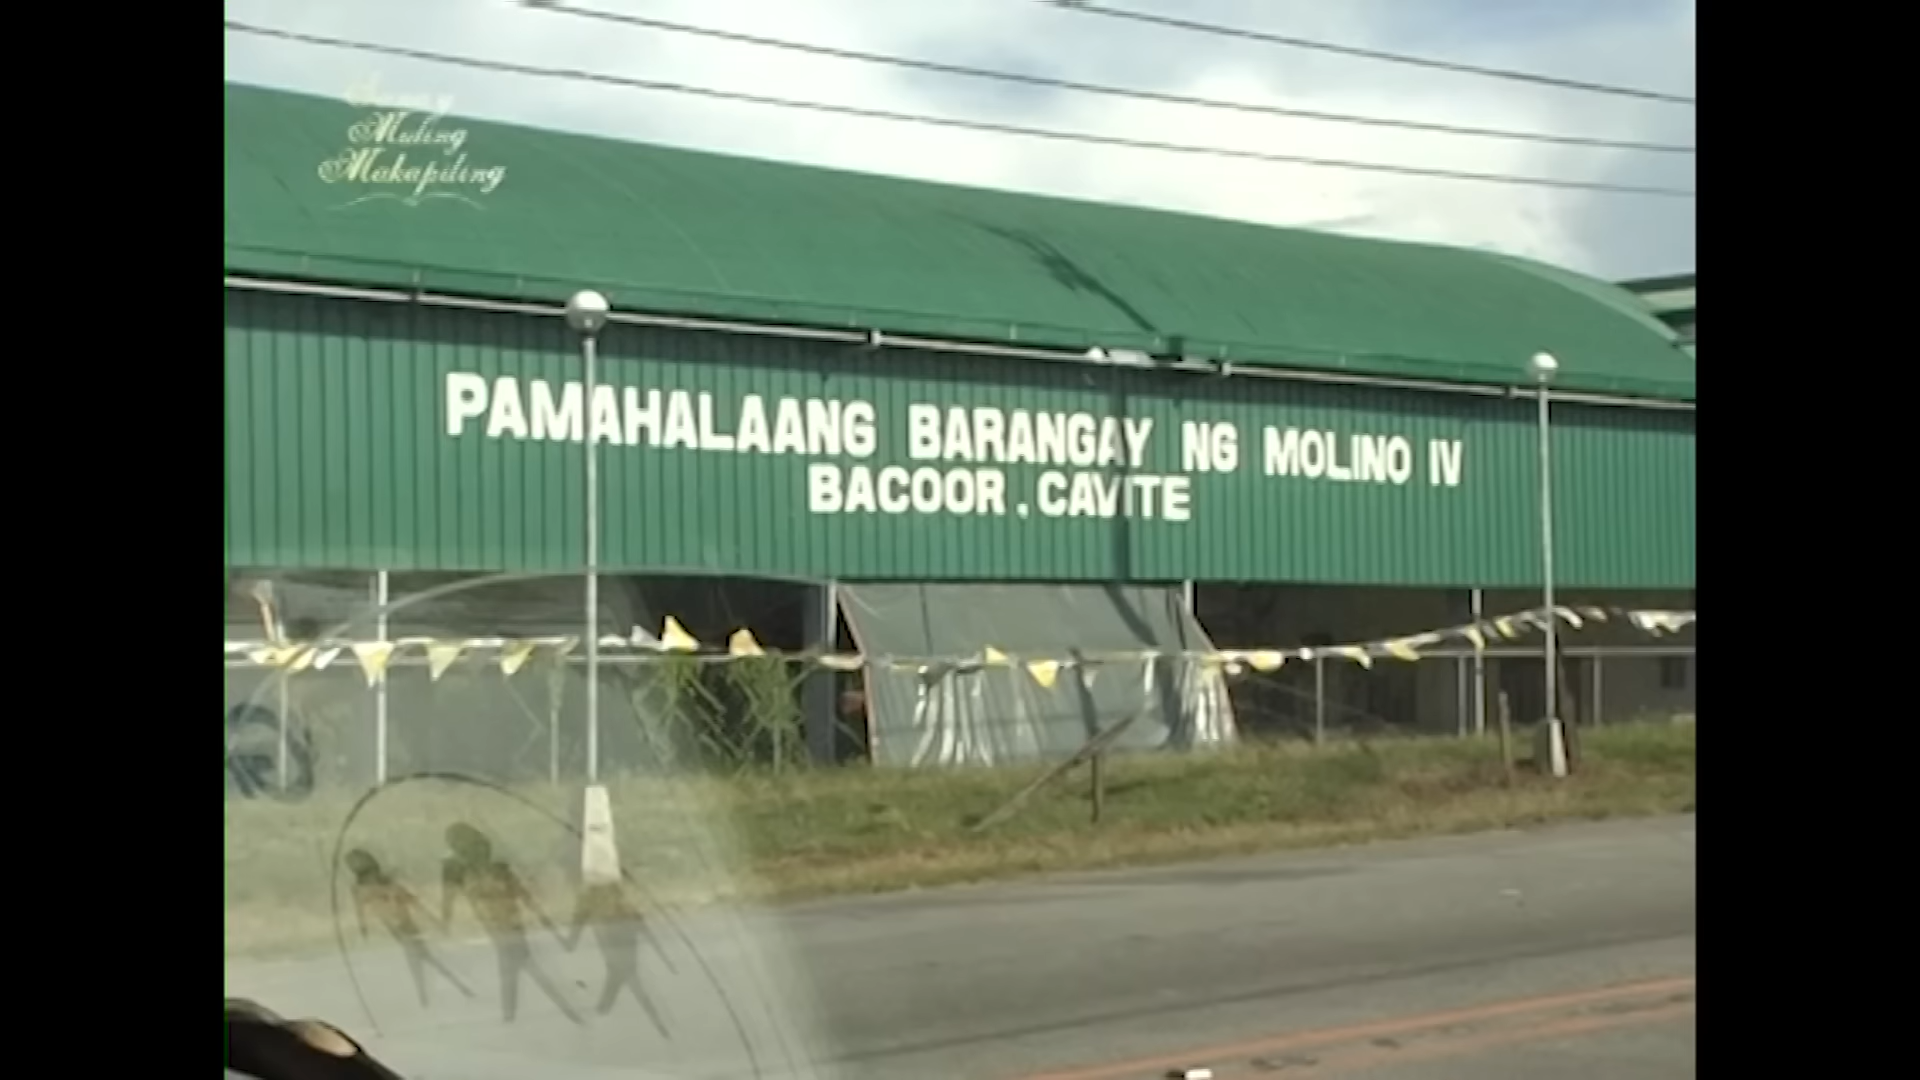 Muling
Makapiling
PAMAHALAANG BARANGAY NG MOLINO IV
BACOOR . CAVITE